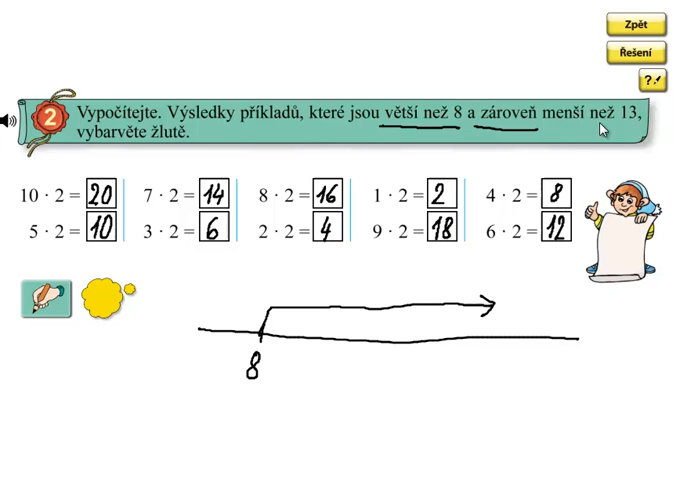 Zpět
Řešení
?
2 Vypočítejte. Výsledky příkladů, které jsou větší než 8 a zároveň menší než 13,
vybarvěte žlutě.
10 · 2 = 20 7 · 2 = 14 8 · 2 = 16 1 · 2 = 2 4 · 2 = 8
5 · 2 = 10 3 · 2 = 6 2 · 2 = 4 9 · 2 = 18 6 · 2 = 12
8